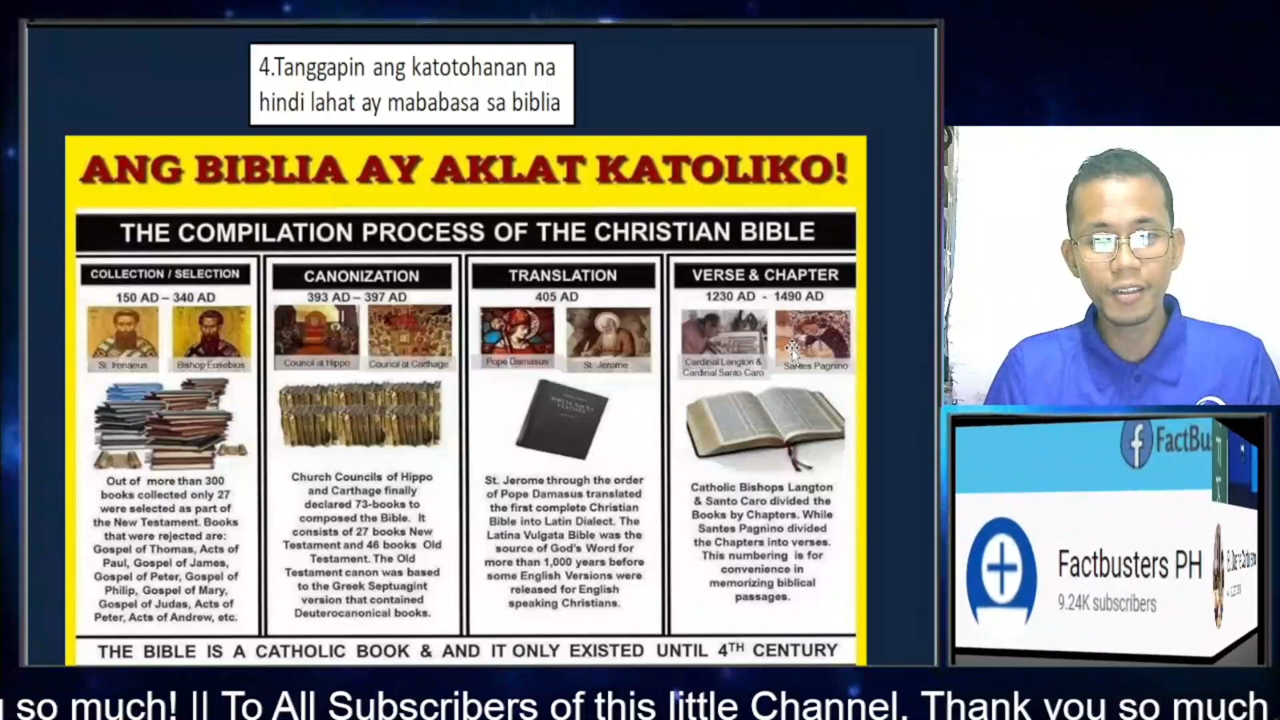 4.Tanggapin ang katotohanan na
hindi lahat ay mababasa sa biblia
ANG BIBLIA AY AKLAT KATOLIKO!
THE COMPILATION PROCESS OF THE CHRISTIAN BIBLE
COLLECTION / SELECTION
150 AD – 340 AD
St. Irenaeus
Bishop Eusebius
Out of more than 300
books collected only 27
were selected as part of
the New Testament. Books
that were rejected are:
Gospel of Thomas, Acts of
Paul, Gospel of James,
Gospel of Peter, Gospel of
Philip, Gospel of Mary,
Gospel of Judas, Acts of
Peter, Acts of Andrew, etc.
CANONIZATION
393 AD – 397 AD
Council at Hippo
Council at Carthage
Church Councils of Hippo
and Carthage finally
declared 73-books to
composed the Bible. It
consists of 27 books New
Testament and 46 books Old
Testament. The Old
Testament canon was based
to the Greek Septuagint
version that contained
Deuterocanonical books.
TRANSLATION
405 AD
Pope Damasus
St. Jerome
St. Jerome through the order
of Pope Damasus translated
the first complete Christian
Bible into Latin Dialect. The
Latina Vulgata Bible was the
source of God's Word for
more than 1,000 years before
some English Versions were
released for English
speaking Christians.
VERSE & CHAPTER
1230 AD - 1490 AD
Cardinal Langton &
Cardinal Santo Caro
Santes Pagnino
Catholic Bishops Langton
& Santo Caro divided the
Books by Chapters. While
Santes Pagnino divided
the Chapters into verses.
This numbering is for
convenience in
memorizing biblical
passages.
THE BIBLE IS A CATHOLIC BOOK & AND IT ONLY EXISTED UNTIL 4TH CENTURY
FactBu
Factbusters PH
9.24K subscribers
so much! || To All Subscribers of this little Channel, Thank you so much